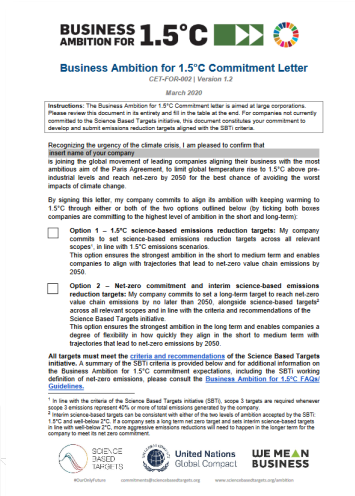 BUSINESS
AMBITION FOR 1.5°C
Business Ambition for 1.5°C Commitment Letter
CET-FOR-002 | Version 1.2
March 2020
Instructions: The Business Ambition for 1.5°C Commitment letter is aimed at large corporations.
Please review this document in its entirety and fill in the table at the end. For companies not currently
committed to the Science Based Targets initiative, this document constitutes your commitment to
develop and submit emissions reduction targets aligned with the SBTi criteria.
Recognizing the urgency of the climate crisis, I am pleased to confirm that
insert name of your company
is joining the global movement of leading companies aligning their business with the most
ambitious aim of the Paris Agreement, to limit global temperature rise to 1.5°C above pre-
industrial levels and reach net-zero by 2050 for the best chance of avoiding the worst
impacts of climate change.
By signing this letter, my company commits to align its ambition with keeping warming to
1.5°C through either or both of the two options outlined below (by ticking both boxes
companies are committing to the highest level of ambition in the short and long-term):
Option 1 – 1.5°C science-based emissions reduction targets: My company
commits to set science-based emissions reduction targets across all relevant
scopes¹, in line with 1.5°C emissions scenarios.
This option ensures the strongest ambition in the short to medium term and enables
companies to align with trajectories that lead to net-zero value chain emissions by
2050.
Option 2 – Net-zero commitment and interim science-based emissions
reduction targets: My company commits to set a long-term target to reach net-zero
value chain emissions by no later than 2050, alongside science-based targets²
across all relevant scopes and in line with the criteria and recommendations of the
Science Based Targets initiative.
This option ensures the strongest ambition in the long term and enables companies a
degree of flexibility in how quickly they align in the short to medium term with
trajectories that lead to net-zero emissions by 2050.
All targets must meet the criteria and recommendations of the Science Based Targets
initiative. A summary of the SBTi criteria is provided below and for additional information on
the Business Ambition for 1.5°C commitment expectations, including the SBTi working
definition of net-zero emissions, please consult the Business Ambition for 1.5°C FAQs/
Guidelines.
¹ In line with the criteria of the Science Based Targets initiative (SBTi), scope 3 targets are required whenever
scope 3 emissions represent 40% or more of total emissions generated by the company.
² Interim science-based targets can be consistent with either of the two levels of ambition accepted by the SBTi:
1.5°C and well-below 2°C. If a company sets a long term net zero target and sets interim science-based targets
in line with well-below 2°C, more aggressive emissions reductions will need to happen in the longer term for the
company to meet its net zero commitment.
SCIENCE
BASED
TARGETS
United Nations
Global Compact
WE MEAN
BUSINESS
#OurOnlyFuture commitments@sciencebasedtargets.org www.sciencebasedtargets.org/ambition